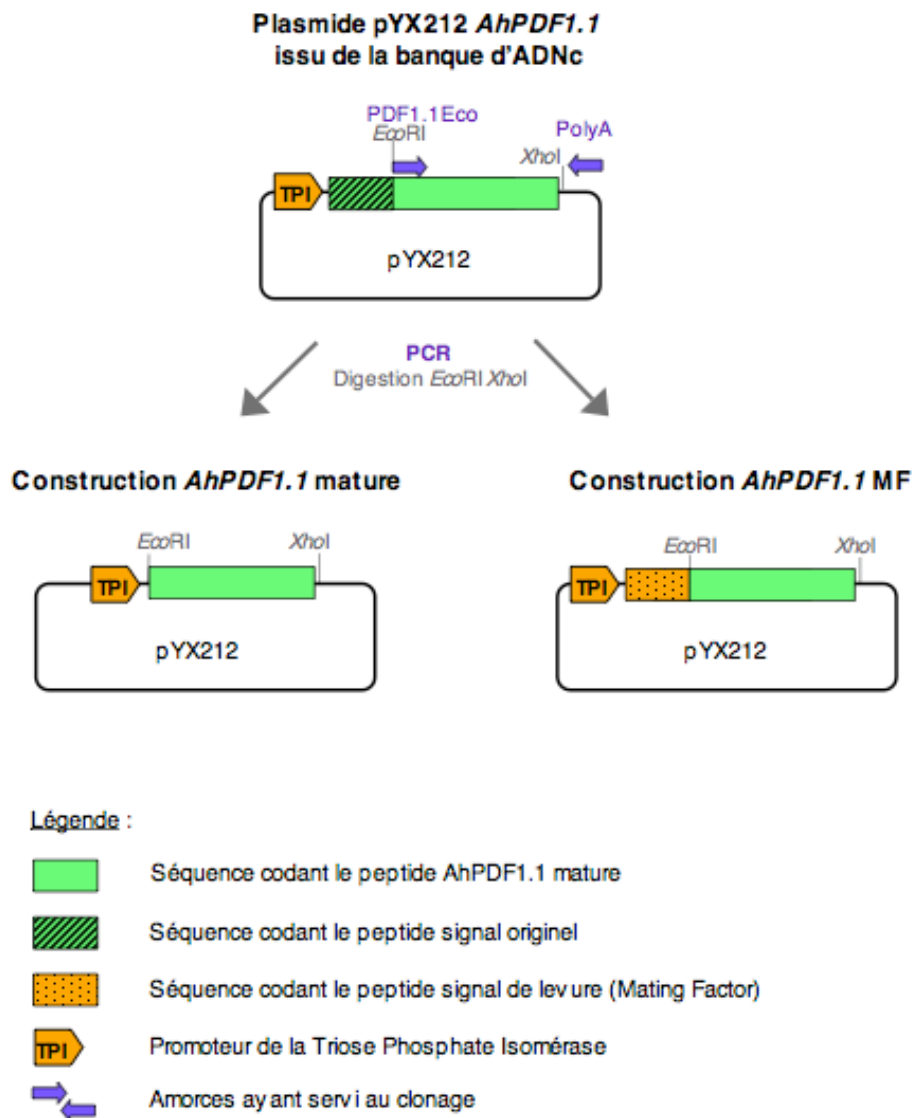 Plasmide pYX212 AhPDF1.1
issu de la banque d'ADNc
PDF1.1Eco
EcoRI
PolyA
XhoI
TPI
pYX212
PCR
Digestion EcoRI XhoI
Construction AhPDF1.1 mature
Construction AhPDF1.1 MF
EcoRI
XhoI
TPI
pYX212
EcoRI
XhoI
TPI
pYX212
Légende :
Séquence codant le peptide AhPDF1.1 mature
Séquence codant le peptide signal originel
Séquence codant le peptide signal de levure (Mating Factor)
TPI
Promoteur de la Triose Phosphate Isomérase
Amorces ayant servi au clonage